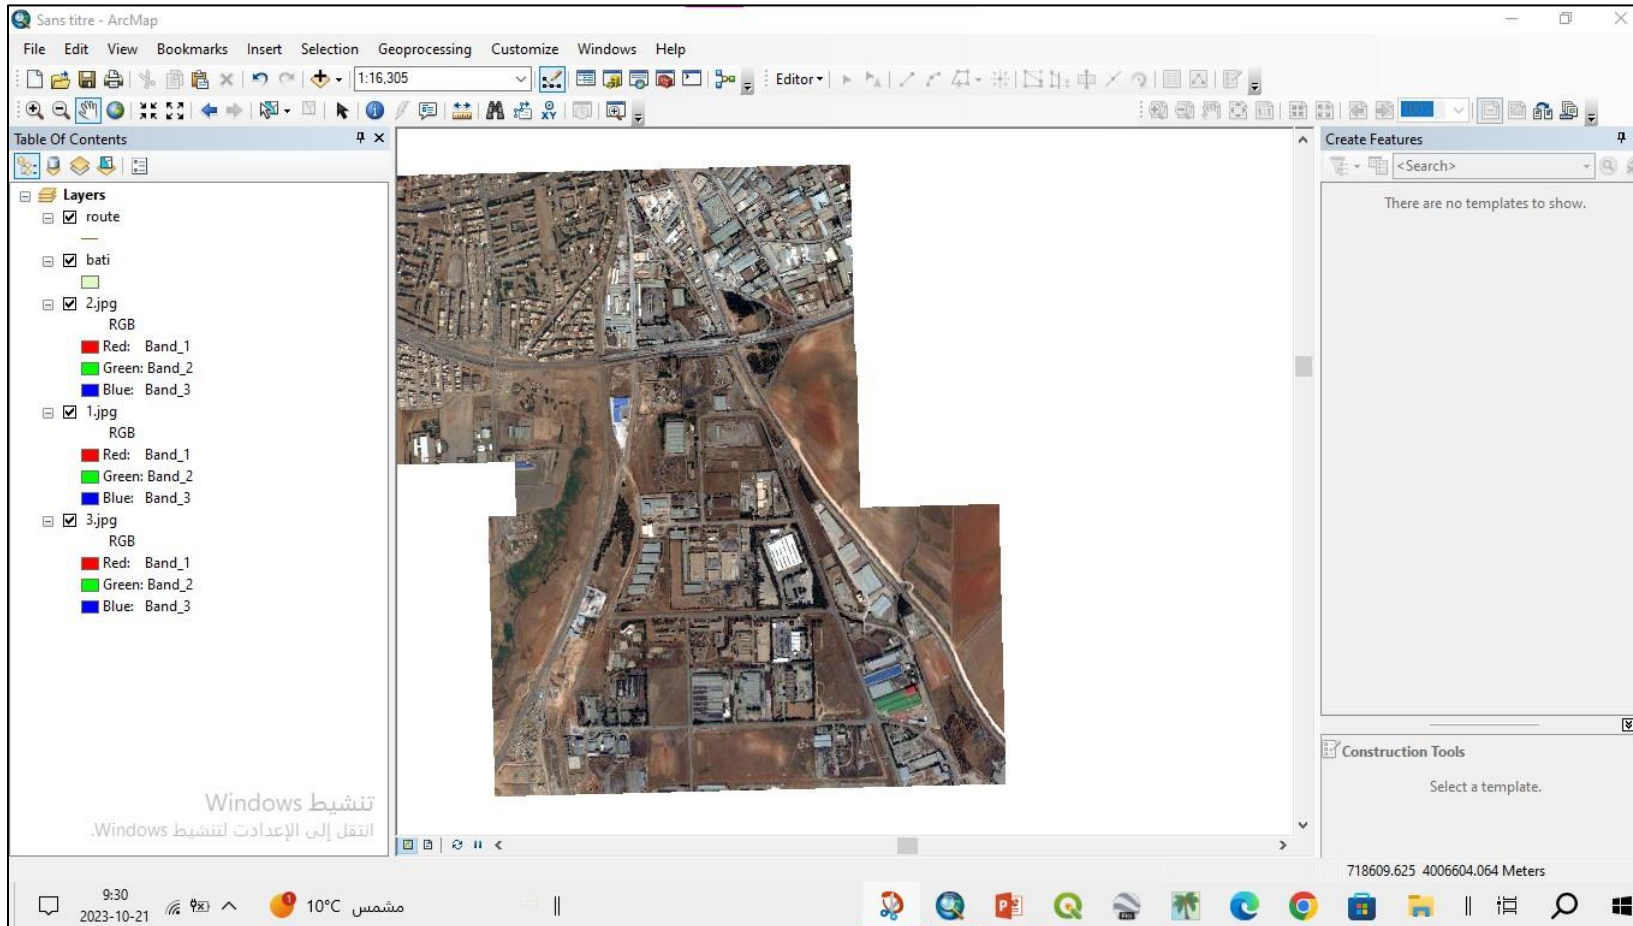 Sans titre - ArcMap
File Edit View Bookmarks Insert Selection Geoprocessing Customize Windows Help
1:16,305
Editor
Table Of Contents
Layers
route
bati
2.jpg
RGB
Red: Band_1
Green: Band_2
Blue: Band_3
1.jpg
RGB
Red: Band_1
Green: Band_2
Blue: Band_3
3.jpg
RGB
Red: Band_1
Green: Band_2
Blue: Band_3
تنشيط Windows
انتقل إلى الإعدادت لتنشيط Windows.
Create Features
<Search>
There are no templates to show.
Construction Tools
Select a template.
718609.625 4006604.064 Meters
9:30
2023-10-21
1
10°C مشمس